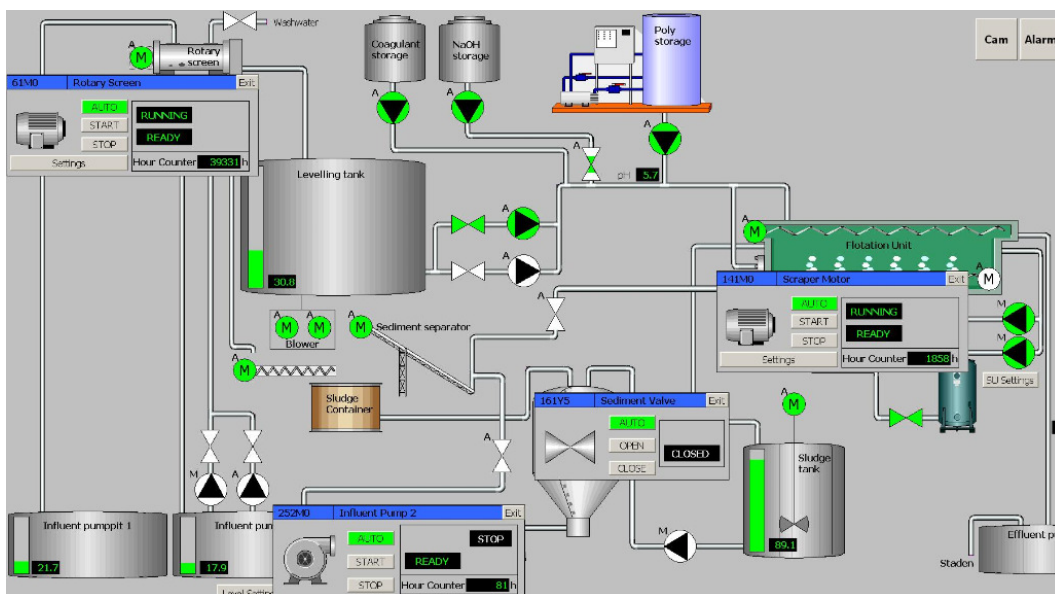 Washwater
A
M
Rotary
screen
Coagulant
storage
NaOH
storage
Poly
storage
Cam
Alarm
61M0 Rotary Screen Exit
AUTO
START
STOP
RUNNING
READY
Settings
Hour Counter 39331 h
A
A
A
A
pH 5.7
Levelling tank
30.8
A
A
A
M
Flotation Unit
A
M
141M0 Scraper Motor Exit
AUTO
START
STOP
RUNNING
READY
Settings
Hour Counter 1858 h
M
M
SU Settings
A
A
M
M
Blower
A
M
Sediment separator
A
A
M
Sludge
Container
161Y5 Sediment Valve Exit
AUTO
OPEN
CLOSE
CLOSED
A
M
Sludge
tank
89.1
A
M
A
M
Influent pumppit 1
21.7
Influent pum
17.9
252M0 Influent Pump 2 Exit
AUTO
START
STOP
STOP
READY
Hour Counter 81 h
Staden
Effluent p